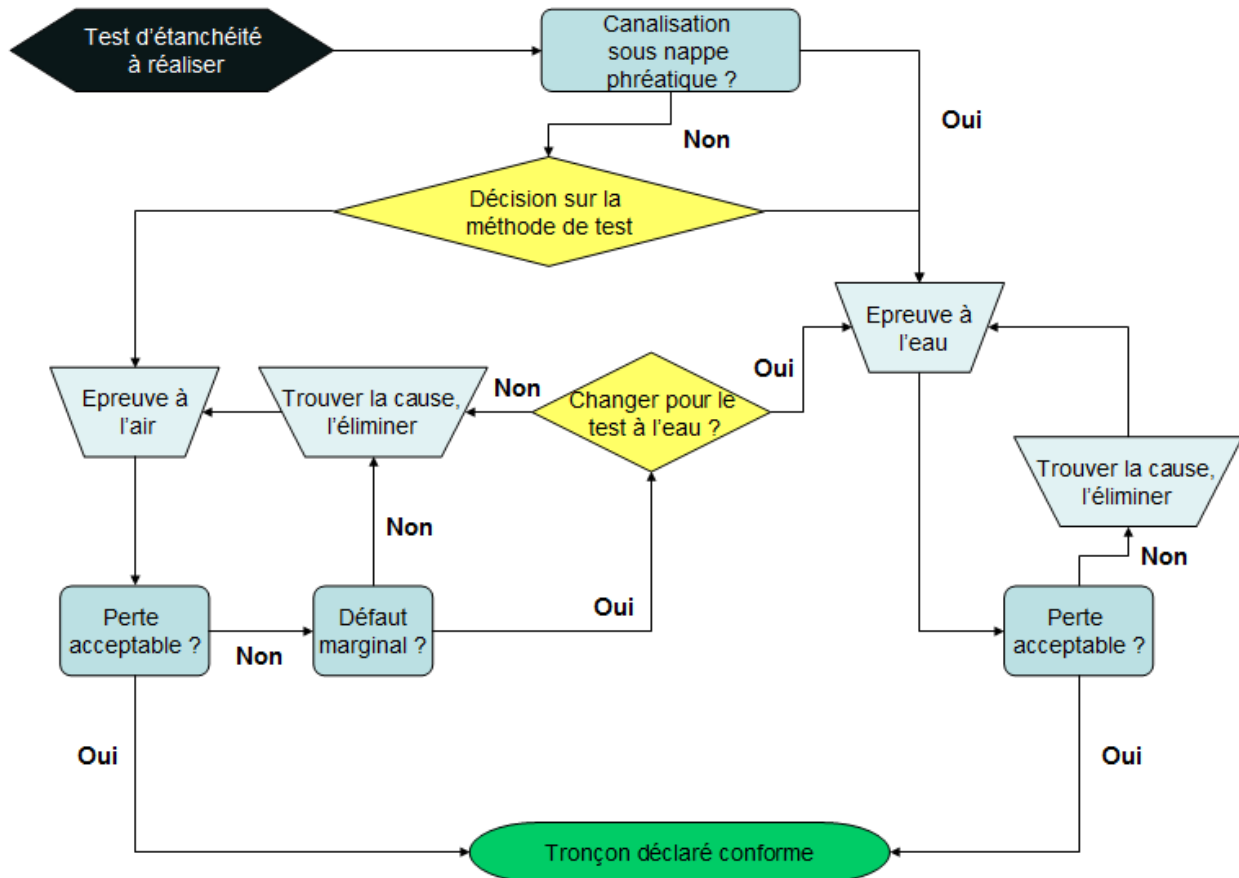 Test d'étanchéité
à réaliser
Canalisation
sous nappe
phréatique ?
Oui
Non
Décision sur la
méthode de test
Epreuve à
l'eau
Oui
Non
Changer pour le
test à l'eau ?
Trouver la cause,
l'éliminer
Epreuve à
l'air
Trouver la cause,
l'éliminer
Non
Non
Oui
Perte
acceptable ?
Non
Défaut
marginal ?
Perte
acceptable ?
Oui
Oui
Tronçon déclaré conforme